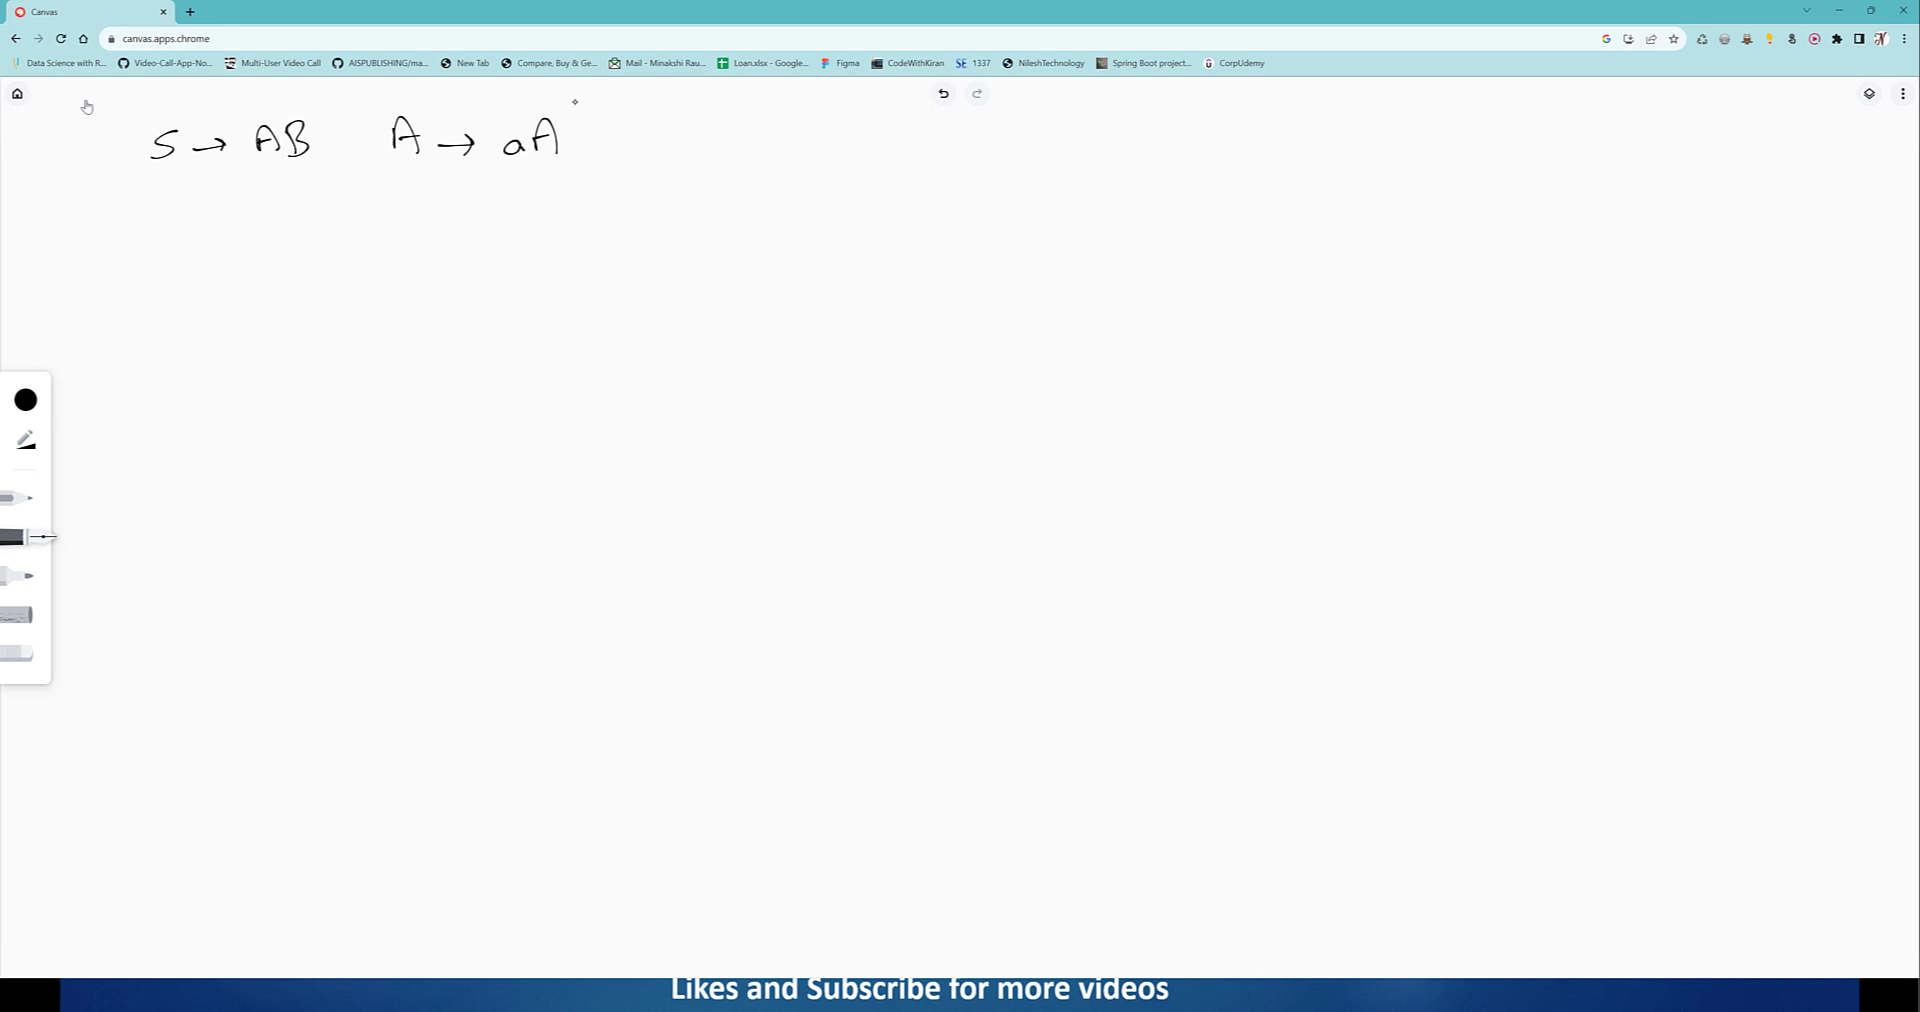 Canvas
canvas.apps.chrome
Data Science with R...
Video-Call-App-No...
Multi-User Video Call
AISPUBLISHING/ma...
New Tab
Compare, Buy & Ge...
Mail - Minakshi Rau...
Loan.xlsx - Google...
Figma
CodeWithKiran
SE 1337
NileshTechnology
Spring Boot project...
CorpUdemy
S → AB A → aA
Likes and Subscribe for more videos